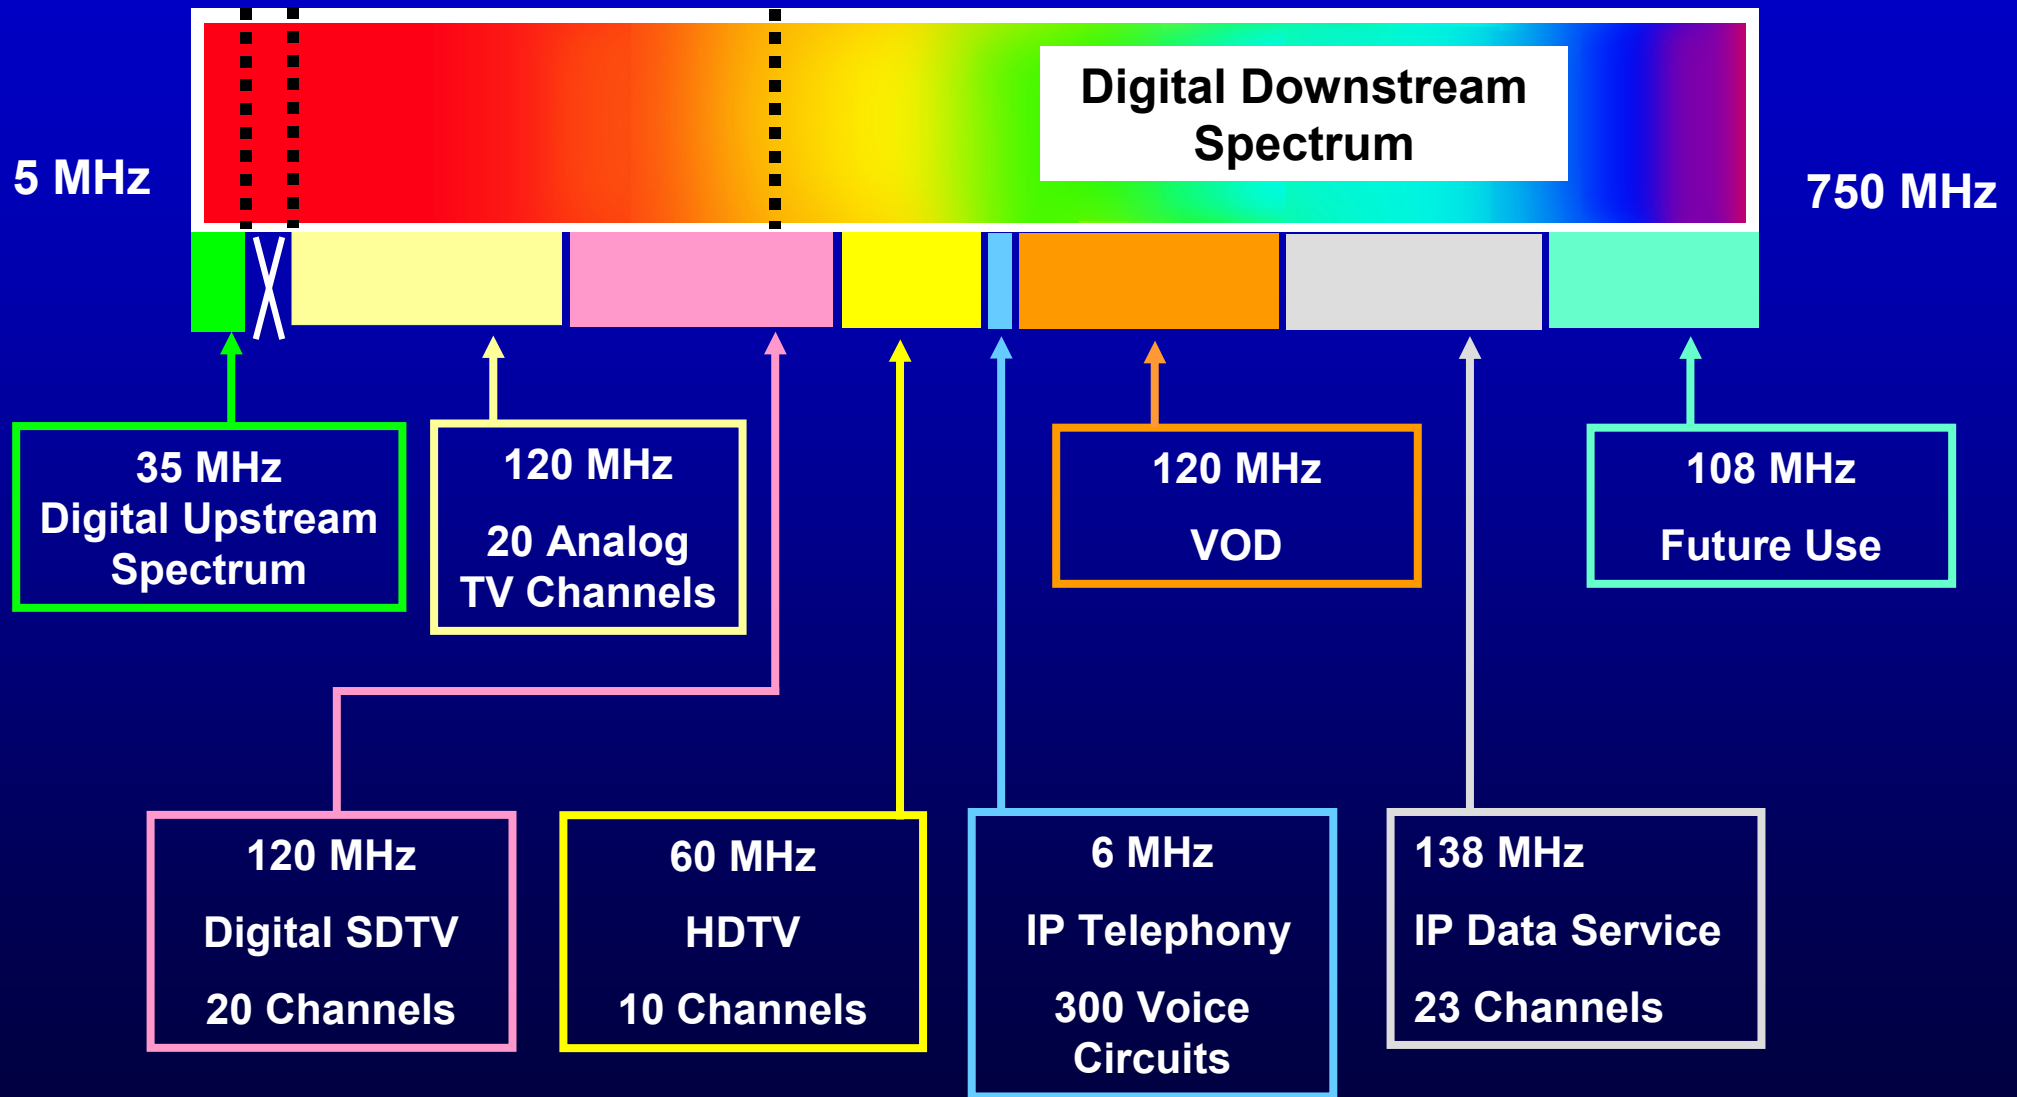 Digital Downstream
Spectrum
5 MHz
750 MHz
35 MHz
Digital Upstream
Spectrum
120 MHz
20 Analog
TV Channels
120 MHz
VOD
108 MHz
Future Use
120 MHz
Digital SDTV
20 Channels
60 MHz
HDTV
10 Channels
6 MHz
IP Telephony
300 Voice
Circuits
138 MHz
IP Data Service
23 Channels